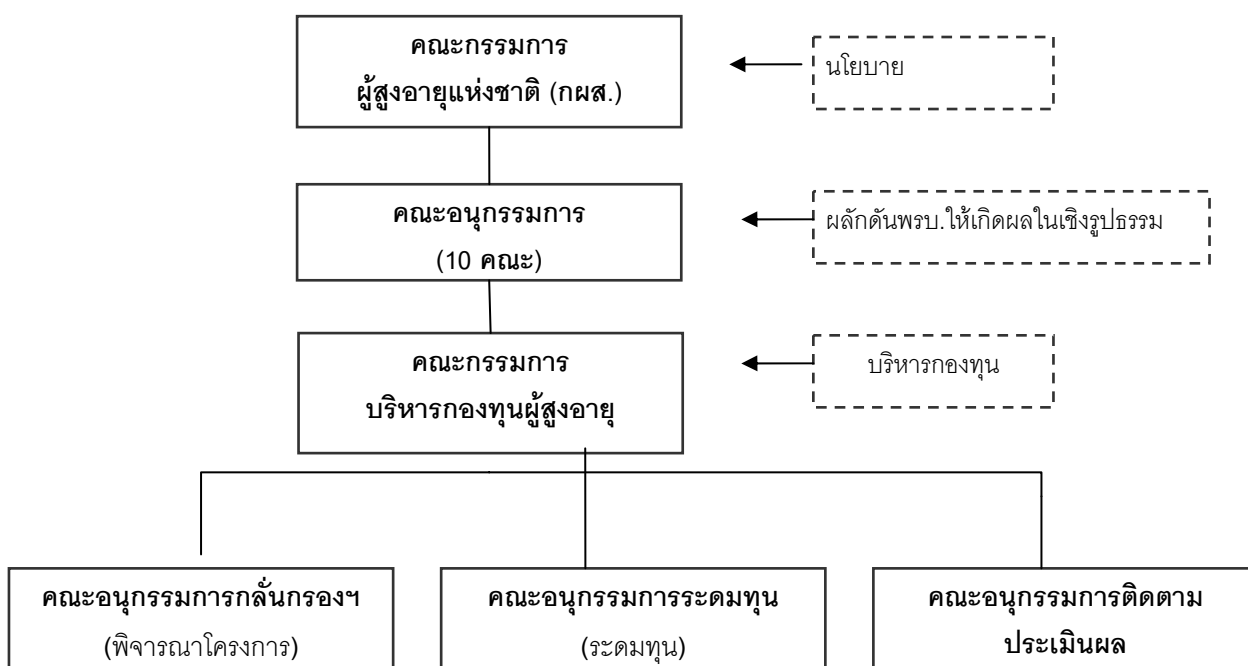 คณะกรรมการ
ผู้สูงอายุแห่งชาติ (กผส.)
นโยบาย
คณะอนุกรรมการ
(10 คณะ)
ผลักดันพรบ.ให้เกิดผลในเชิงรูปธรรม
คณะกรรมการ
บริหารกองทุนผู้สูงอายุ
บริหารกองทุน
คณะอนุกรรมการกลั่นกรองฯ
(พิจารณาโครงการ)
คณะอนุกรรมการระดมทุน
(ระดมทุน)
คณะอนุกรรมการติดตาม
ประเมินผล